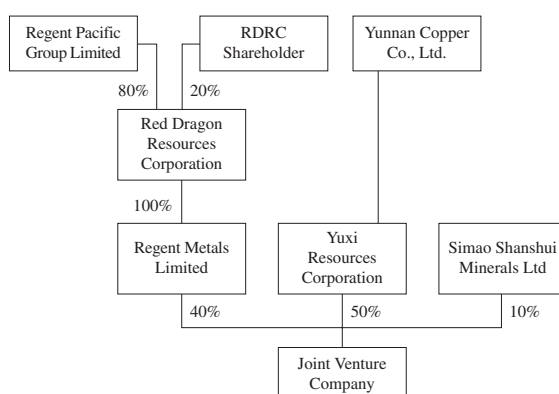 Regent Pacific
Group Limited
RDRC
Shareholder
Yunnan Copper
Co., Ltd.
80%
20%
Red Dragon
Resources
Corporation
100%
Regent Metals
Limited
Yuxi
Resources
Corporation
Simao Shanshui
Minerals Ltd
40%
50%
10%
Joint Venture
Company